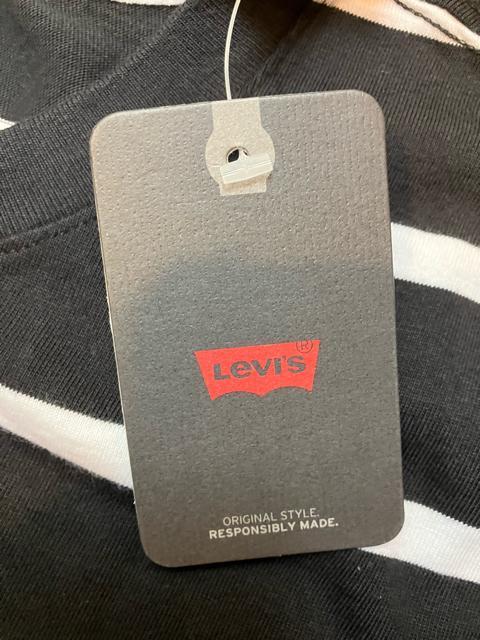 LEVI'S®
ORIGINAL STYLE.
RESPONSIBLY MADE.